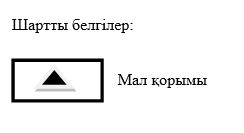 Шартты белгілер:
Мал қорымы